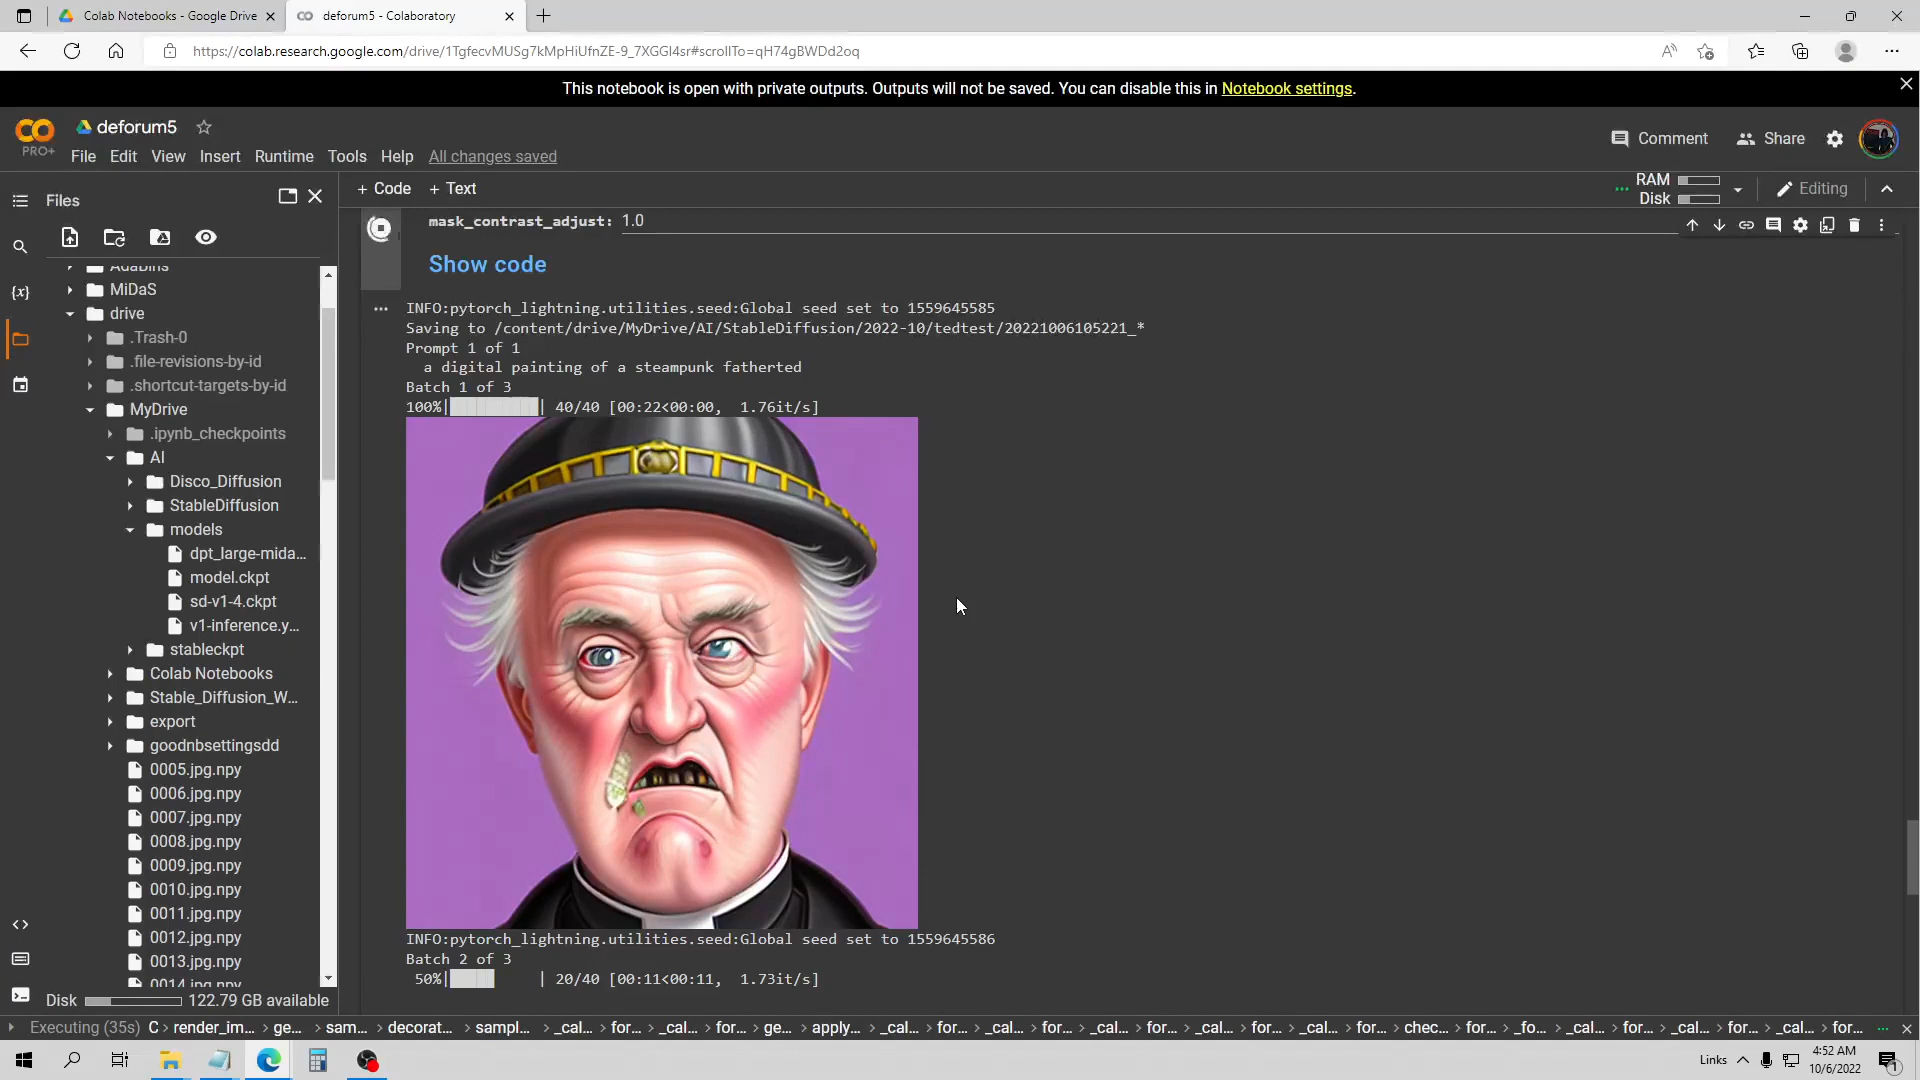 Colab Notebooks - Google Drive
deforum5 - Colaboratory
https://colab.research.google.com/drive/1TgfecvMUSg7kMpHiUfnZE-9_7XGGI4sr#scrollTo=qH74gBWDd2oq
This notebook is open with private outputs. Outputs will not be saved. You can disable this in Notebook settings.
PRO+
deforum5
File Edit View Insert Runtime Tools Help All changes saved
Comment
Share
Files
+ Code + Text
RAM
Disk
Editing
mask_contrast_adjust: 1.0
Show code
AdaBins
MiDaS
drive
.Trash-0
.file-revisions-by-id
.shortcut-targets-by-id
MyDrive
.ipynb_checkpoints
AI
Disco_Diffusion
StableDiffusion
models
dpt_large-mida...
model.ckpt
sd-v1-4.ckpt
v1-inference.y...
stableckpt
Colab Notebooks
Stable_Diffusion_W...
export
goodnbsettingsdd
0005.jpg.npy
0006.jpg.npy
0007.jpg.npy
0008.jpg.npy
0009.jpg.npy
0010.jpg.npy
0011.jpg.npy
0012.jpg.npy
0013.jpg.npy
0014.jpg.npy
Disk 122.79 GB available
INFO:pytorch_lightning.utilities.seed:Global seed set to 1559645585
Saving to /content/drive/MyDrive/AI/StableDiffusion/2022-10/tedtest/20221006105221_*
Prompt 1 of 1
a digital painting of a steampunk fatherted
Batch 1 of 3
100%| | 40/40 [00:22<00:00, 1.76it/s]
INFO:pytorch_lightning.utilities.seed:Global seed set to 1559645586
Batch 2 of 3
50%| | 20/40 [00:11<00:11, 1.73it/s]
Executing (35s) C > render_im... > ge... > sam... > decorat... > sampl... > _cal... > for... > _cal... > for... > ge... > apply... > _cal... > for... > _cal... > for... > _cal... > for... > _cal... > for... > _cal... > for... > chec... > for... > _fo... > _cal... > for... > _cal... > for... > _cal... > for...
Links
4:52 AM
10/6/2022
1